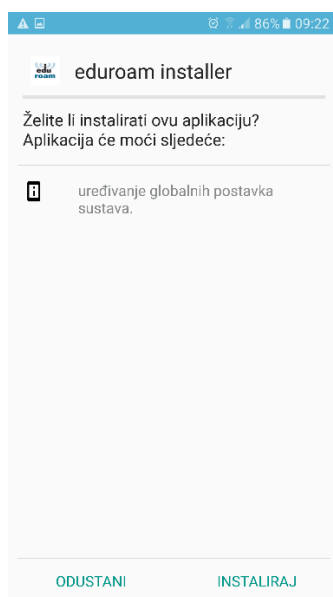 86% 09:22
edu
roam
eduroam installer
Želite li instalirati ovu aplikaciju?
Aplikacija će moći sljedeće:
uređivanje globalnih postavka
sustava.
ODUSTANI INSTALIRAJ